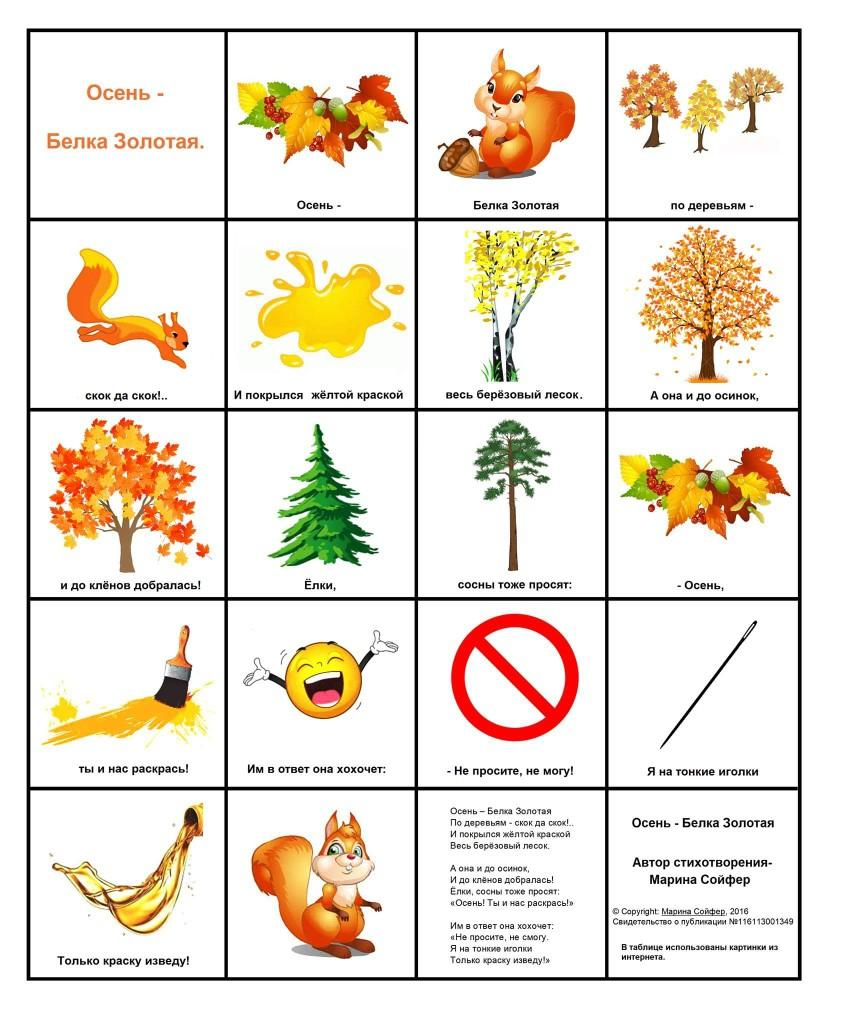 Осень -
Белка Золотая.
Осень -
Белка Золотая
по деревьям -
скок да скок!..
И покрылся жёлтой краской
весь берёзовый лесок.
А она и до осинок,
и до клёнов добралась!
Ёлки,
сосны тоже просят:
- Осень,
ты и нас раскрась!
Им в ответ она хохочет:
- Не просите, не могу!
Я на тонкие иголки
Только краску изведу!
Осень – Белка Золотая
По деревьям - скок да скок!..
И покрылся жёлтой краской
Весь берёзовый лесок.
А она и до осинок,
И до клёнов добралась!
Ёлки, сосны тоже просят:
«Осень! Ты и нас раскрась!»
Им в ответ она хохочет:
«Не просите, не смогу.
Я на тонкие иголки
Только краску изведу!»
Осень - Белка Золотая
Автор стихотворения-
Марина Сойфер
© Copyright: Марина Сойфер, 2016
Свидетельство о публикации №116113001349
В таблице использованы картинки из
интернета.